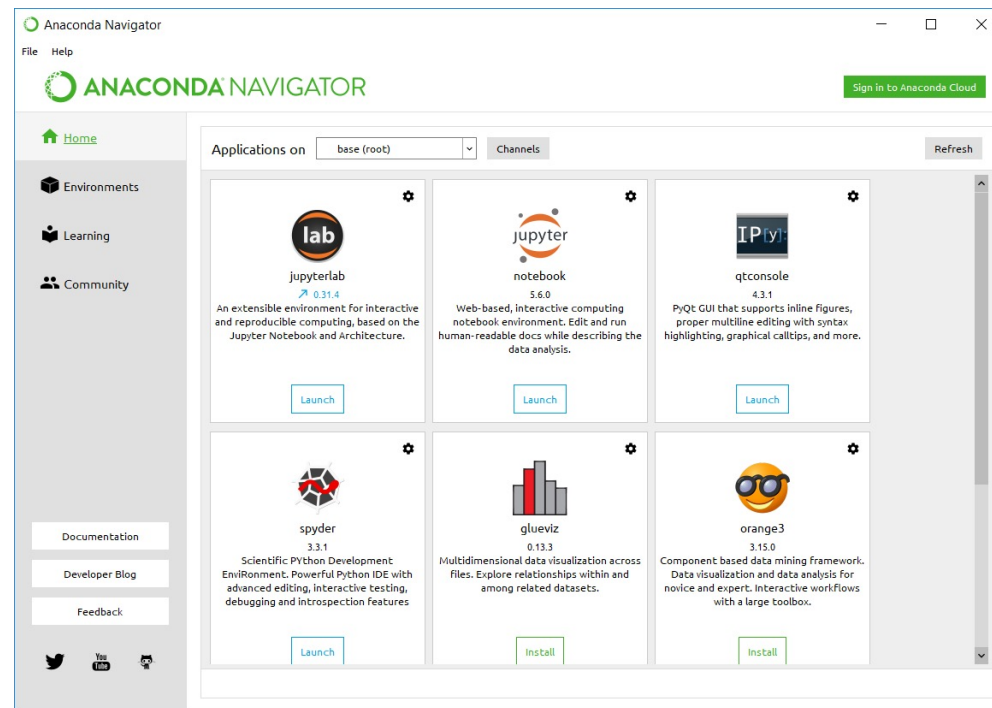 Anaconda Navigator
File Help
ANACONDA NAVIGATOR
Sign in to Anaconda Cloud
Home
Environments
Learning
Community
Documentation
Developer Blog
Feedback
You
Tube
Applications on base (root) Channels Refresh
lab
jupyterlab
0.31.4
An extensible environment for interactive
and reproducible computing, based on the
Jupyter Notebook and Architecture.
Launch
jupyter
notebook
5.6.0
Web-based, interactive computing
notebook environment. Edit and run
human-readable docs while describing the
data analysis.
Launch
IP[y]:
qtconsole
4.3.1
PyQt GUI that supports inline figures,
proper multiline editing with syntax
highlighting, graphical calltips, and more.
Launch
spyder
3.3.1
Scientific PYthon Development
EnviRonment. Powerful Python IDE with
advanced editing, interactive testing,
debugging and introspection features
Launch
glueviz
0.13.3
Multidimensional data visualization across
files. Explore relationships within and
among related datasets.
Install
orange3
3.15.0
Component based data mining framework.
Data visualization and data analysis for
novice and expert. Interactive workflows
with a large toolbox.
Install